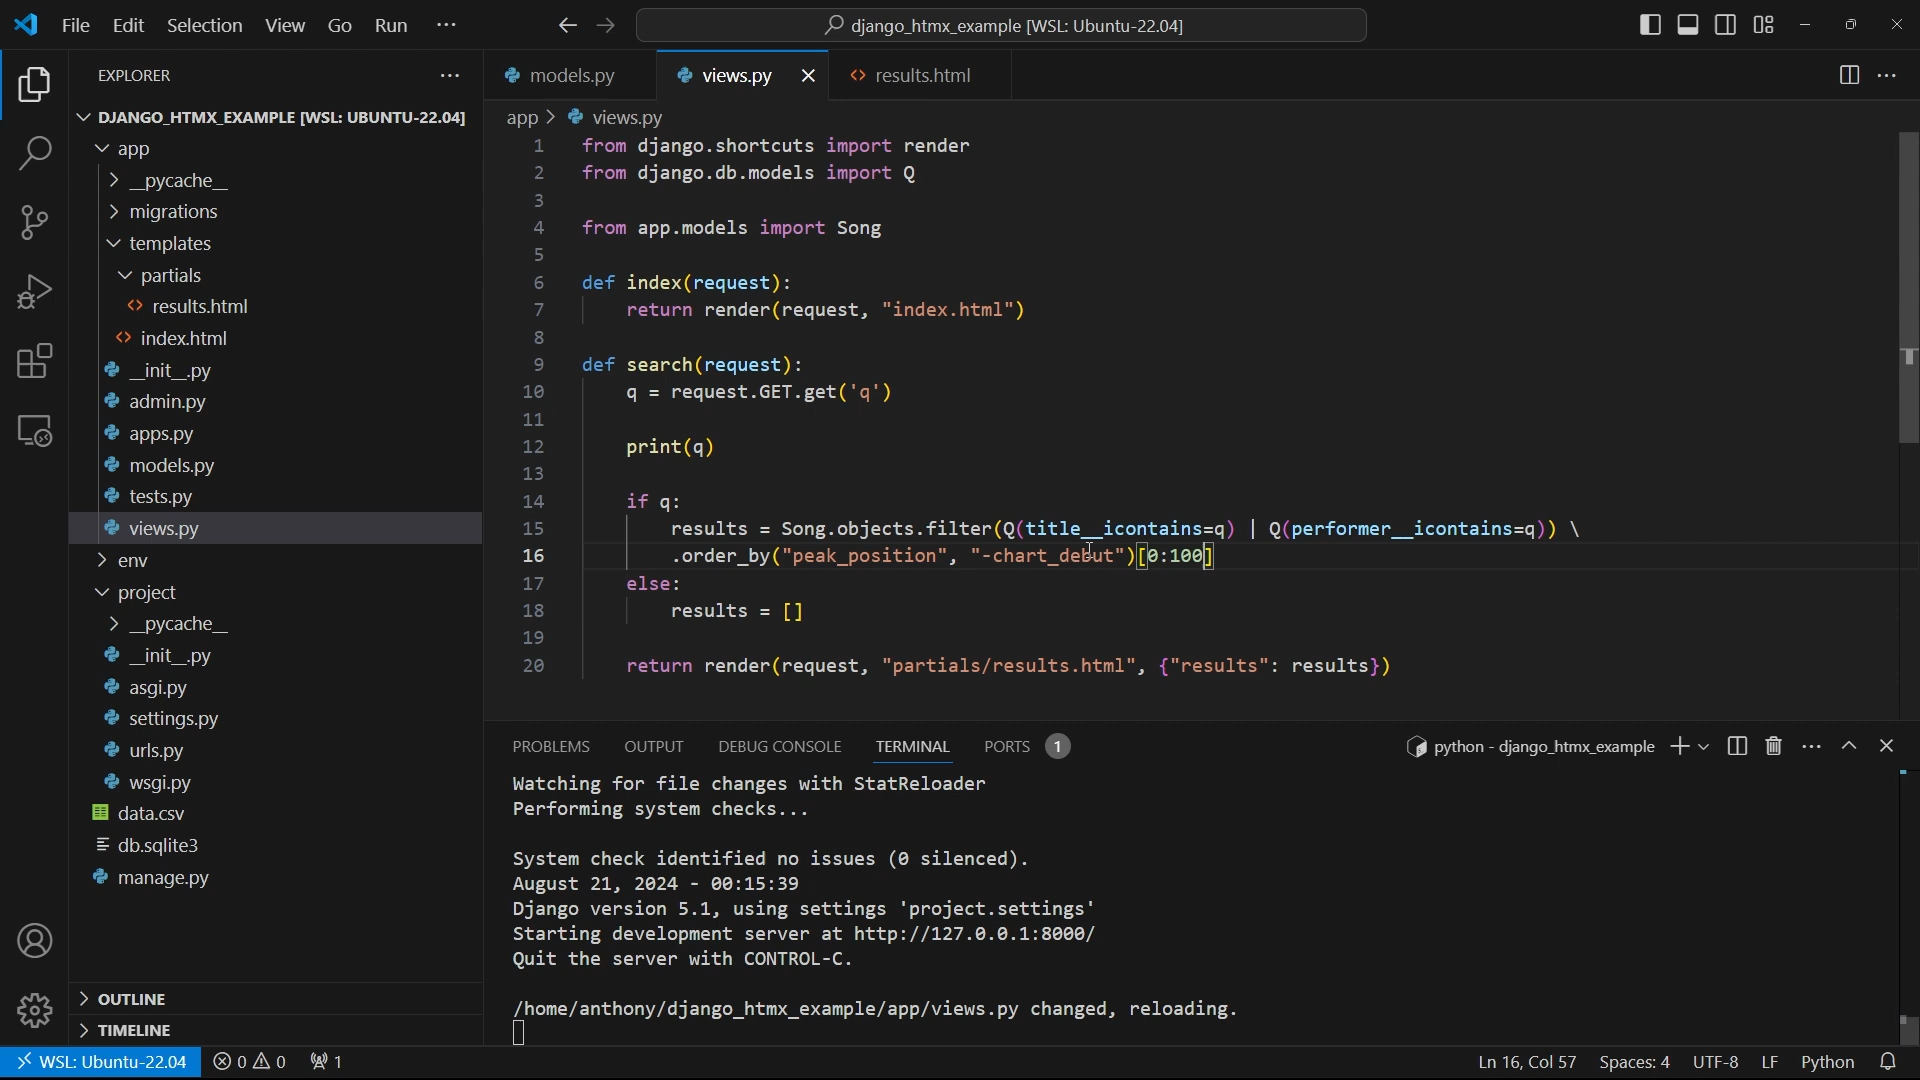 File Edit Selection View Go Run ···
django_htmx_example [WSL: Ubuntu-22.04]
EXPLORER
DJANGO_HTMX_EXAMPLE [WSL: UBUNTU-22.04]
app
__pycache__
migrations
templates
partials
results.html
index.html
__init__.py
admin.py
apps.py
models.py
tests.py
views.py
env
project
__pycache__
__init__.py
asgi.py
settings.py
urls.py
wsgi.py
data.csv
db.sqlite3
manage.py
OUTLINE
TIMELINE
models.py views.py results.html
app > views.py
1 from django.shortcuts import render
2 from django.db.models import Q
3
4 from app.models import Song
5
6 def index(request):
7 return render(request, "index.html")
8
9 def search(request):
10 q = request.GET.get('q')
11
12 print(q)
13
14 if q:
15 results = Song.objects.filter(Q(title__icontains=q) | Q(performer__icontains=q)) \
16 .order_by("peak_position", "-chart_debut")[0:100]
17 else:
18 results = []
19
20 return render(request, "partials/results.html", {"results": results})
PROBLEMS OUTPUT DEBUG CONSOLE TERMINAL PORTS 1
python - django_htmx_example
Watching for file changes with StatReloader
Performing system checks...
System check identified no issues (0 silenced).
August 21, 2024 - 00:15:39
Django version 5.1, using settings 'project.settings'
Starting development server at http://127.0.0.1:8000/
Quit the server with CONTROL-C.
/home/anthony/django_htmx_example/app/views.py changed, reloading.
WSL: Ubuntu-22.04 0 0 1 Ln 16, Col 57 Spaces: 4 UTF-8 LF Python